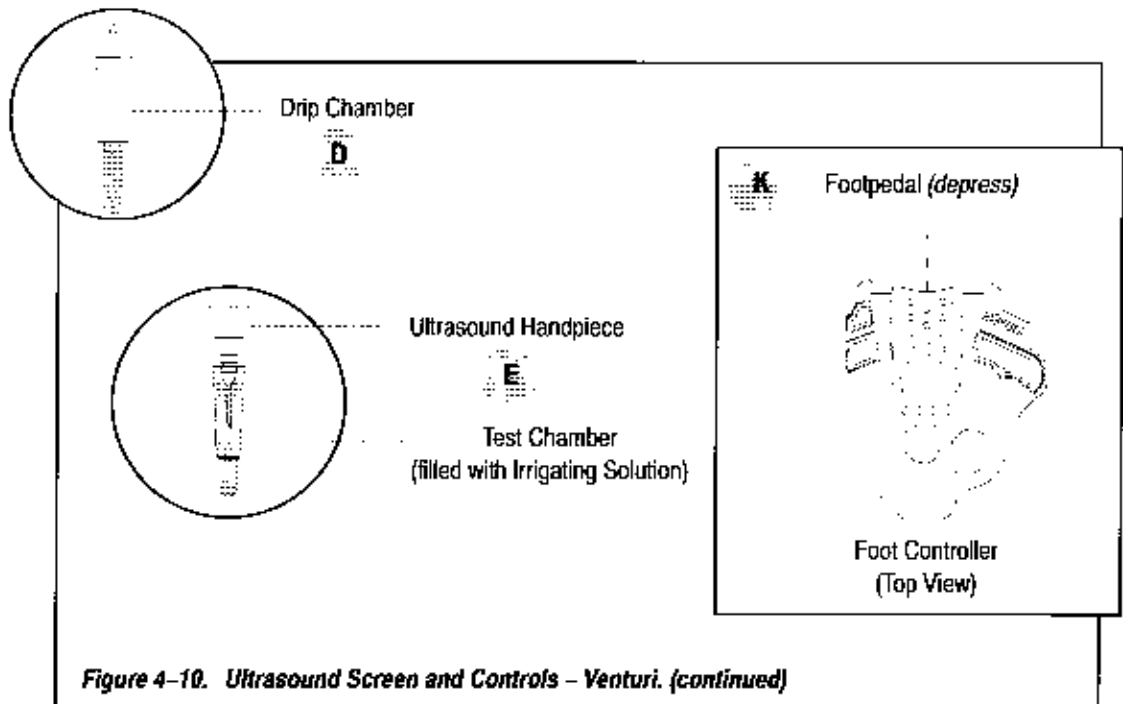 Drip Chamber
D
K
Footpedal (depress)
Ultrasound Handpiece
E
Test Chamber
(filled with Irrigating Solution)
Foot Controller
(Top View)
Figure 4–10. Ultrasound Screen and Controls – Venturi. (continued)